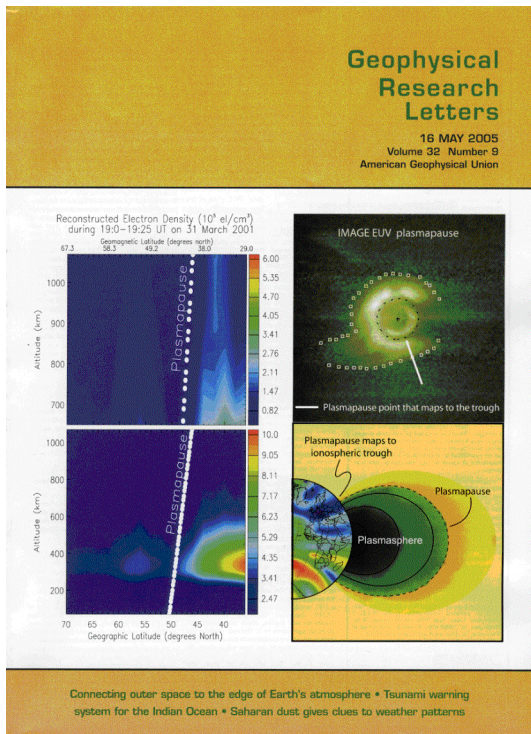 Geophysical
Research
Letters
16 MAY 2005
Volume 32 Number 9
American Geophysical Union
Reconstructed Electron Density (10⁵ el/cm³)
during 19:0-19:25 UT on 31 March 2001
Geomagnetic Latitude (degrees north)
67.3 58.3 49.2 38.0 29.0
1000
900
800
700
Altitude (km)
Plasmapause
6.00
4.70
4.05
3.41
2.76
2.11
1.47
0.82
1000
800
600
400
200
Altitude (km)
Plasmapause
10.0
9.05
8.11
7.17
6.23
5.29
4.35
3.41
2.47
70 65 60 55 50 45 40
Geographic Latitude (degrees North)
IMAGE EUV plasmapause
Plasmapause point that maps to the trough
Plasmapause maps to
ionospheric trough
Plasmapause
Plasmasphere
Connecting outer space to the edge of Earth's atmosphere • Tsunami warning
system for the Indian Ocean • Saharan dust gives clues to weather patterns